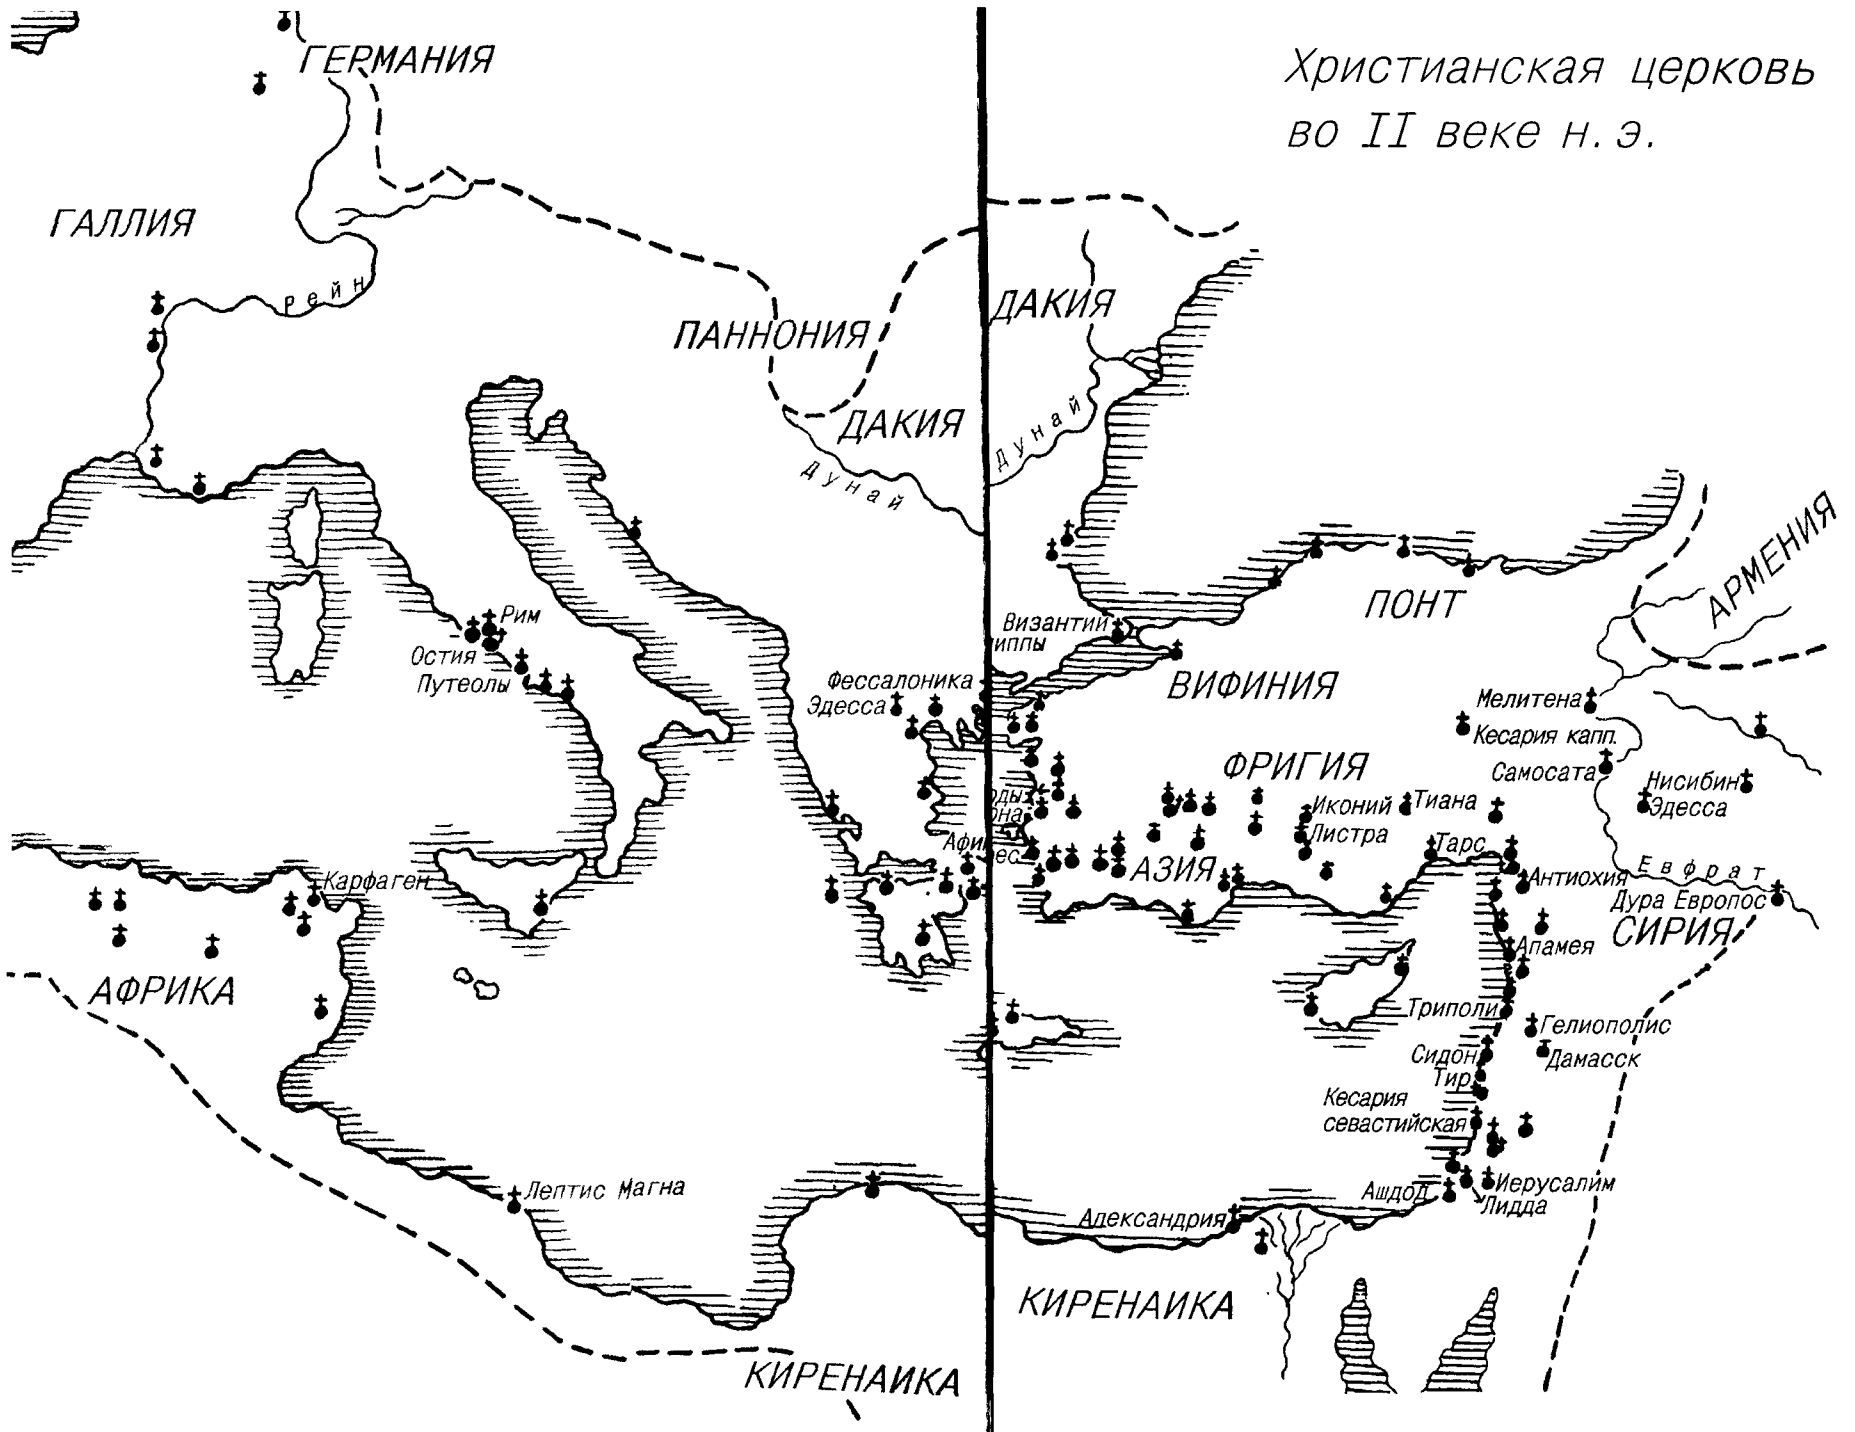 Христианская церковь
во II веке н.э.
ГЕРМАНИЯ
ГАЛЛИЯ
рейн
ПАННОНИЯ
ДАКИЯ
дунай
ДАКИЯ
Дунай
АРМЕНИЯ
ПОНТ
Рим
Остия
Путеолы
Византий
иппы
Фессалоника
Эдесса
ВИФИНИЯ
Мелитена
Кесария капп.
Самосата
Нисибин
Эдесса
ФРИГИЯ
Иконий
Тиана
Листра
Тарс
АЗИЯ
Евфрат
Антиохия
Дура Европос
СИРИЯ
Апамея
Карфаген
АФРИКА
Триполи
Гелиополис
Сидон
Дамасск
Тир
Кесария
севастийская
Лептис Магна
Ашдод
Иерусалим
Лидда
Александрия
КИРЕНАИКА
КИРЕНАИКА